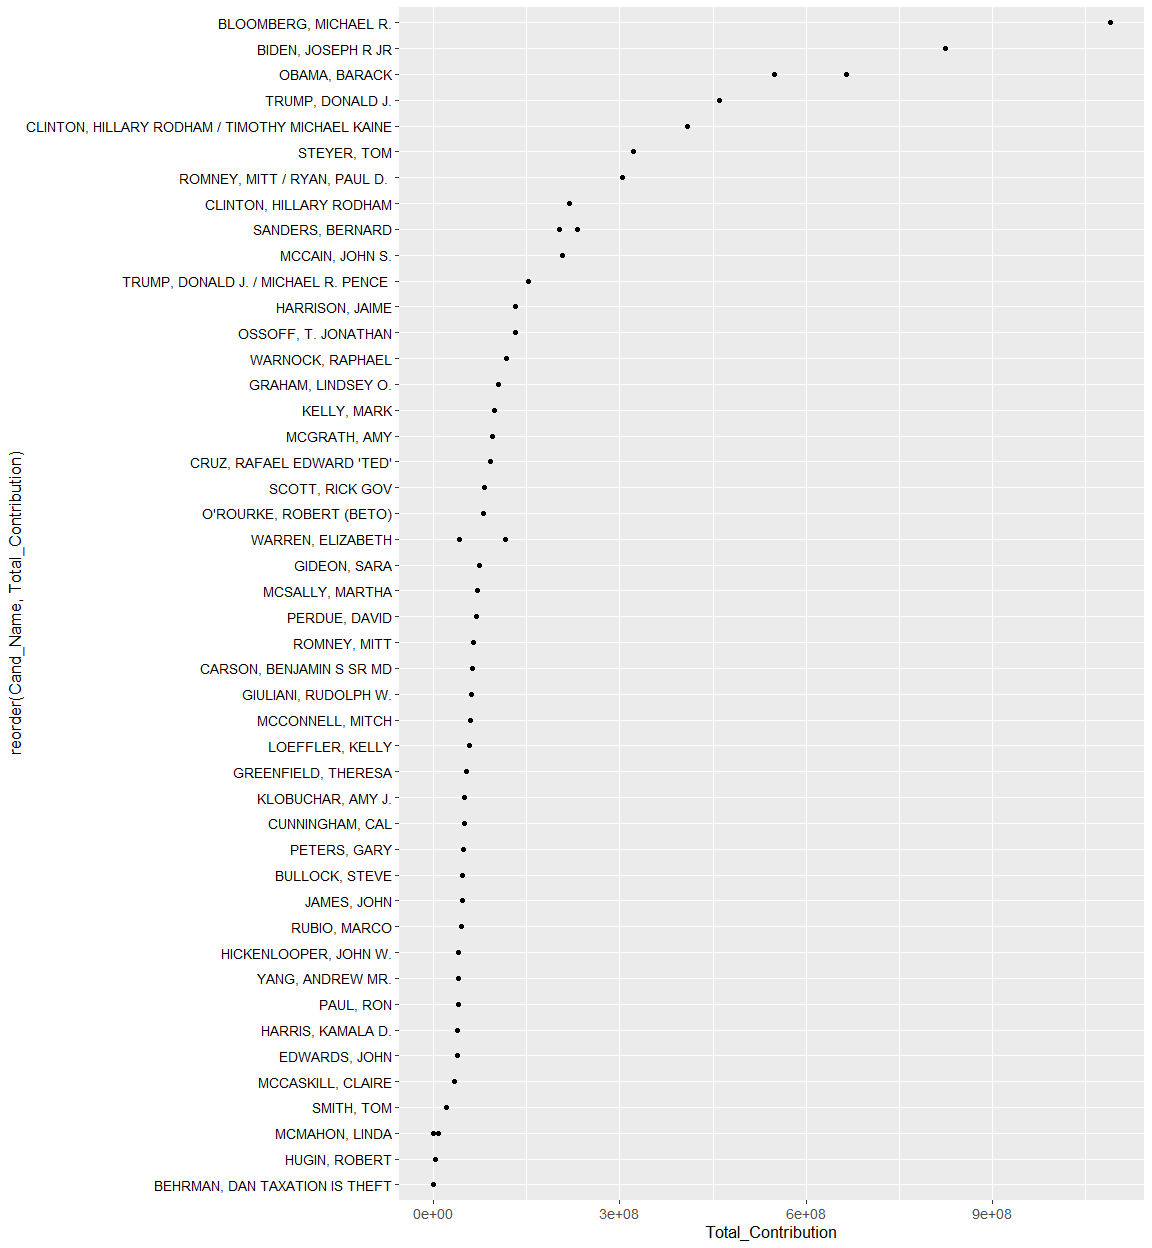 BLOOMBERG, MICHAEL R.
BIDEN, JOSEPH R JR
OBAMA, BARACK
TRUMP, DONALD J.
CLINTON, HILLARY RODHAM / TIMOTHY MICHAEL KAINE
STEYER, TOM
ROMNEY, MITT / RYAN, PAUL D.
CLINTON, HILLARY RODHAM
SANDERS, BERNARD
MCCAIN, JOHN S.
TRUMP, DONALD J. / MICHAEL R. PENCE
HARRISON, JAIME
OSSOFF, T. JONATHAN
WARNOCK, RAPHAEL
GRAHAM, LINDSEY O.
KELLY, MARK
MCGRATH, AMY
CRUZ, RAFAEL EDWARD 'TED'
SCOTT, RICK GOV
O'ROURKE, ROBERT (BETO)
WARREN, ELIZABETH
GIDEON, SARA
MCSALLY, MARTHA
PERDUE, DAVID
ROMNEY, MITT
CARSON, BENJAMIN S SR MD
GIULIANI, RUDOLPH W.
MCCONNELL, MITCH
LOEFFLER, KELLY
GREENFIELD, THERESA
KLOBUCHAR, AMY J.
CUNNINGHAM, CAL
PETERS, GARY
BULLOCK, STEVE
JAMES, JOHN
RUBIO, MARCO
HICKENLOOPER, JOHN W.
YANG, ANDREW MR.
PAUL, RON
HARRIS, KAMALA D.
EDWARDS, JOHN
MCCASKILL, CLAIRE
SMITH, TOM
MCMAHON, LINDA
HUGIN, ROBERT
BEHRMAN, DAN TAXATION IS THEFT
reorder(Cand_Name, Total_Contribution)
0e+00 3e+08 6e+08 9e+08
Total_Contribution